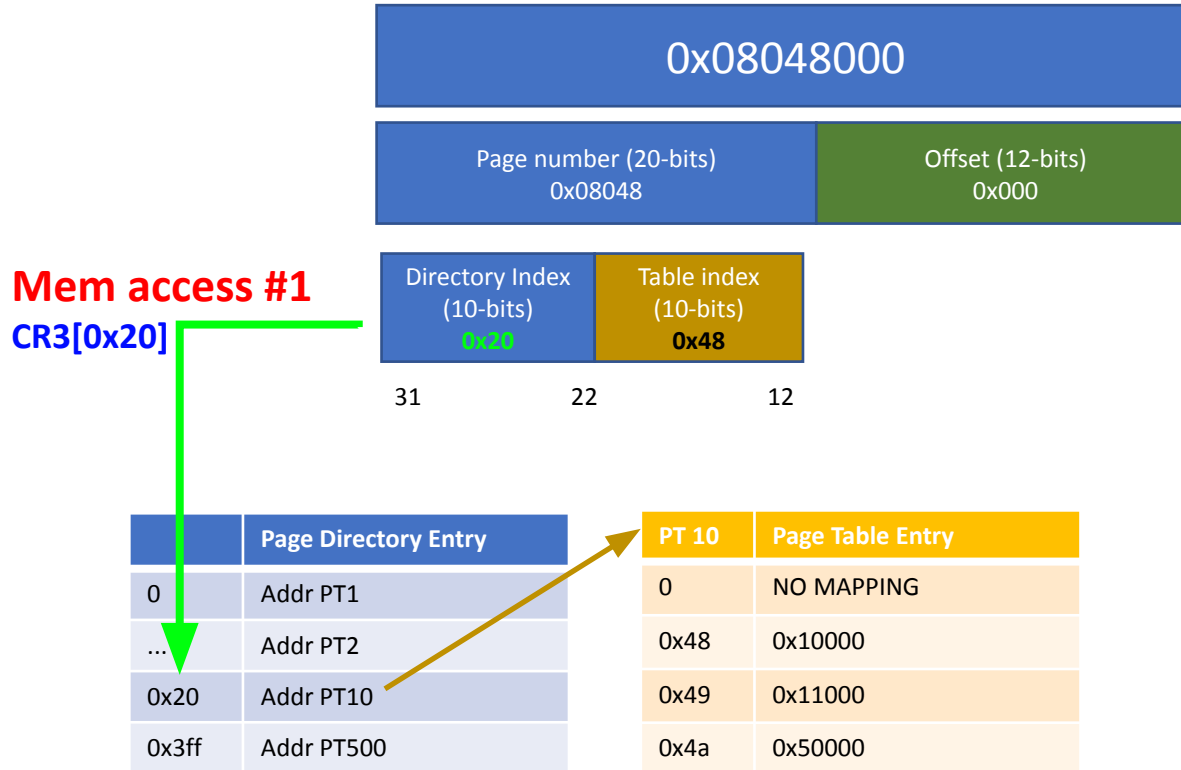 0x08048000
Page number (20-bits)
0x08048
Offset (12-bits)
0x000
Mem access #1
CR3[0x20]
Directory Index
(10-bits)
0x20
Table index
(10-bits)
0x48
31 22 12
Page Directory Entry
0 Addr PT1
... Addr PT2
0x20 Addr PT10
0x3ff Addr PT500
PT 10 Page Table Entry
0 NO MAPPING
0x48 0x10000
0x49 0x11000
0x4a 0x50000